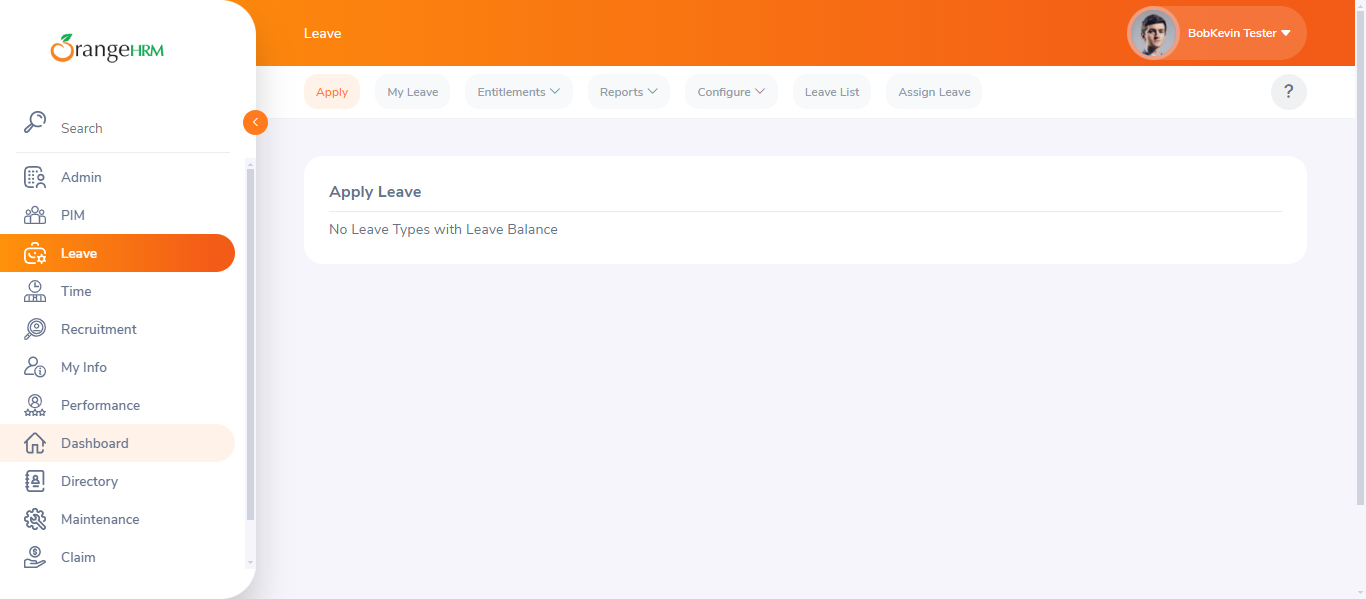 OrangeHRM
Leave
BobKevin Tester
Apply
My Leave
Entitlements
Reports
Configure
Leave List
Assign Leave
?
Search
Admin
PIM
Leave
Time
Recruitment
My Info
Performance
Dashboard
Directory
Maintenance
Claim
Apply Leave
No Leave Types with Leave Balance